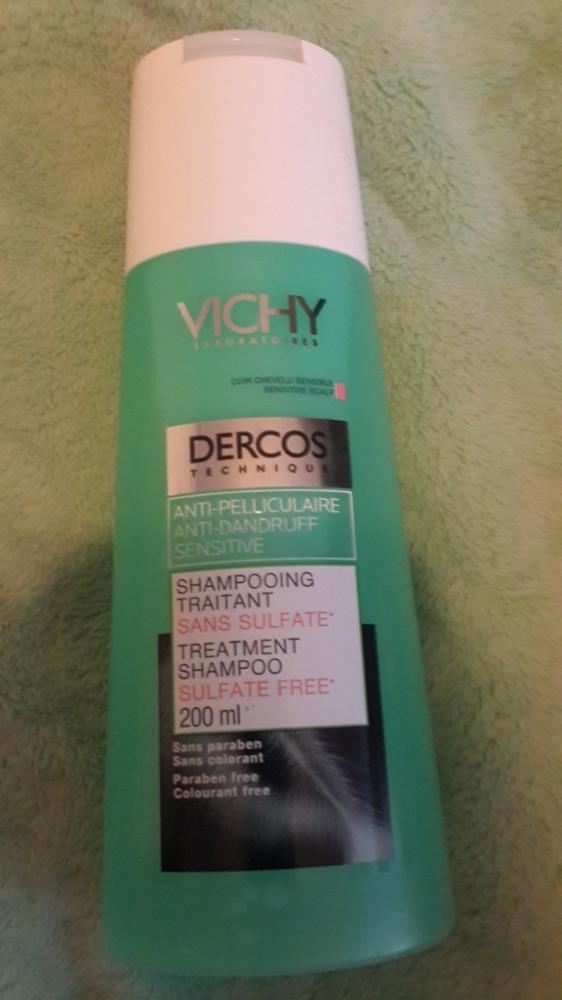 VICHY
LABORATOIRES
CUIR CHEVELU SENSIBLE
SENSITIVE SCALP
DERCOS
TECHNIQUE
ANTI-PELLICULAIRE
ANTI-DANDRUFF
SENSITIVE
SHAMPOOING
TRAITANT
SANS SULFATE*
TREATMENT
SHAMPOO
SULFATE FREE*
200 ml
Sans paraben
Sans colorant
Paraben free
Colourant free